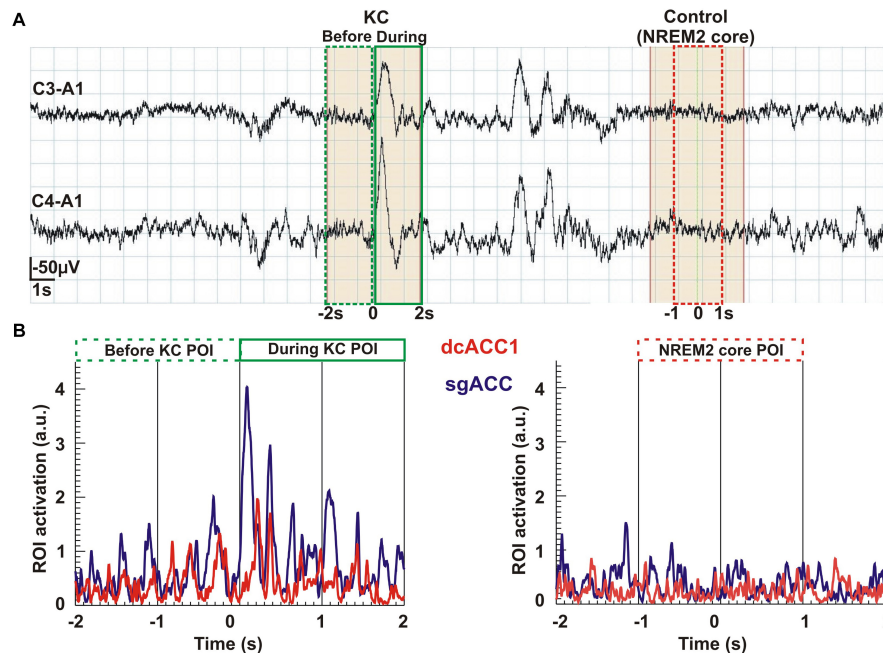 A
KC
Before During
Control
(NREM2 core)
C3-A1
C4-A1
-50µV
1s
-2s 0 2s
-1 0 1s
B
Before KC POI
During KC POI
dcACC1
sgACC
NREM2 core POI
ROI activation (a.u.)
4
3
2
1
0
-2 -1 0 1 2
Time (s)
ROI activation (a.u.)
4
3
2
1
0
-2 -1 0 1 2
Time (s)